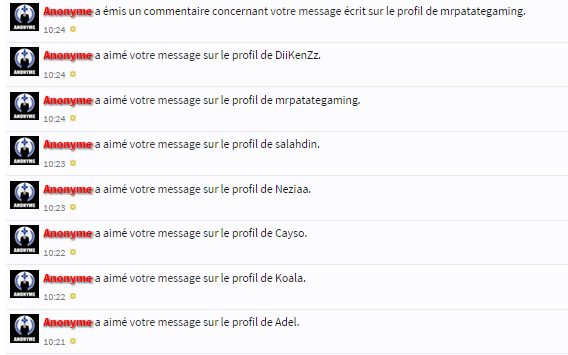 Anonyme a émis un commentaire concernant votre message écrit sur le profil de mrpatategaming.
ANONYME
10:24
Anonyme a aimé votre message sur le profil de DiiKenZz.
ANONYME
10:24
Anonyme a aimé votre message sur le profil de mrpatategaming.
ANONYME
10:24
Anonyme a aimé votre message sur le profil de salahdin.
ANONYME
10:23
Anonyme a aimé votre message sur le profil de Neziaa.
ANONYME
10:23
Anonyme a aimé votre message sur le profil de Cayso.
ANONYME
10:22
Anonyme a aimé votre message sur le profil de Koala.
ANONYME
10:22
Anonyme a aimé votre message sur le profil de Adel.
ANONYME
10:21